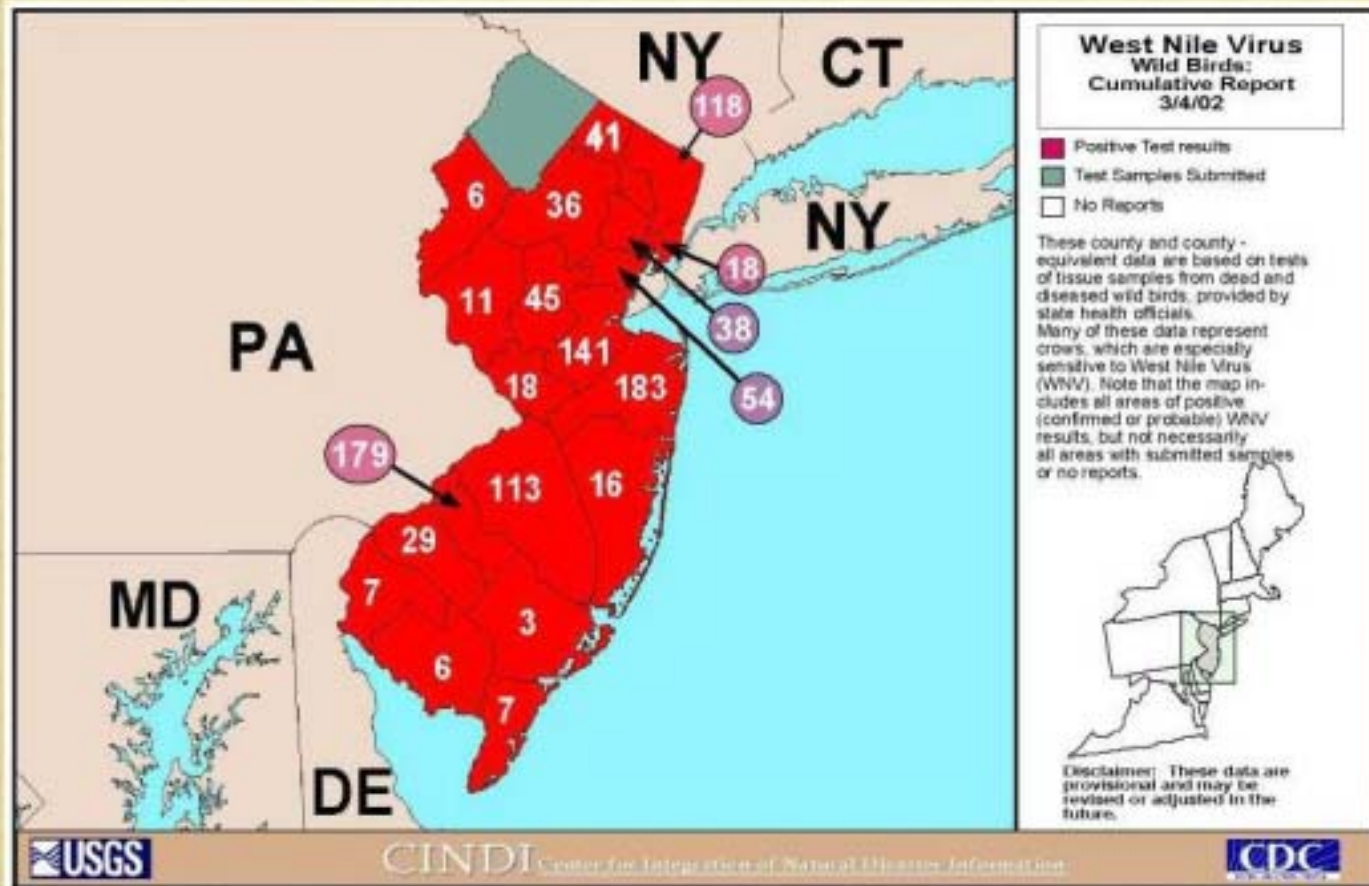 NY
CT
118
41
6
36
NY
18
11
45
38
PA
141
18
183
54
179
113
16
29
7
MD
3
6
7
DE
West Nile Virus
Wild Birds:
Cumulative Report
3/4/02
Positive Test results
Test Samples Submitted
No Reports
These county and county -
equivalent data are based on tests
of tissue samples from dead and
diseased wild birds, provided by
state health officials.
Many of these data represent
crows, which are especially
sensitive to West Nile Virus
(WNV). Note that the map in-
cludes all areas of positive
(confirmed or probable) WNV
results, but not necessarily
all areas with submitted samples
or no reports.
Disclaimer: These data are
provisional and may be
revised or adjusted in the
future.
USGS
CINDI Center for Integration of Natural Disaster Information
CDC